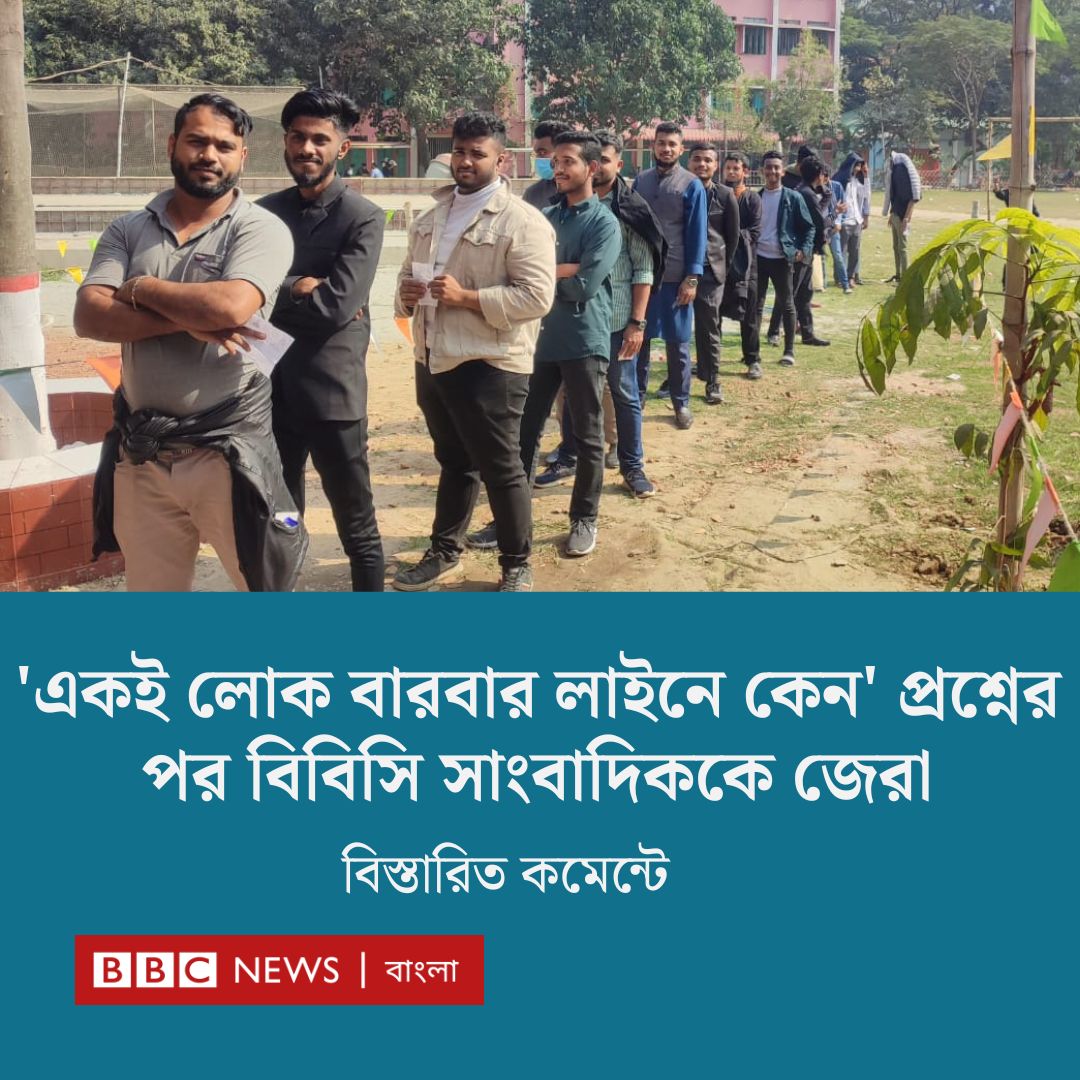 'একই লোক বারবার লাইনে কেন' প্রশ্নের
পর বিবিসি সাংবাদিককে জেরা
বিস্তারিত কমেন্টে
BBC NEWS | বাংলা